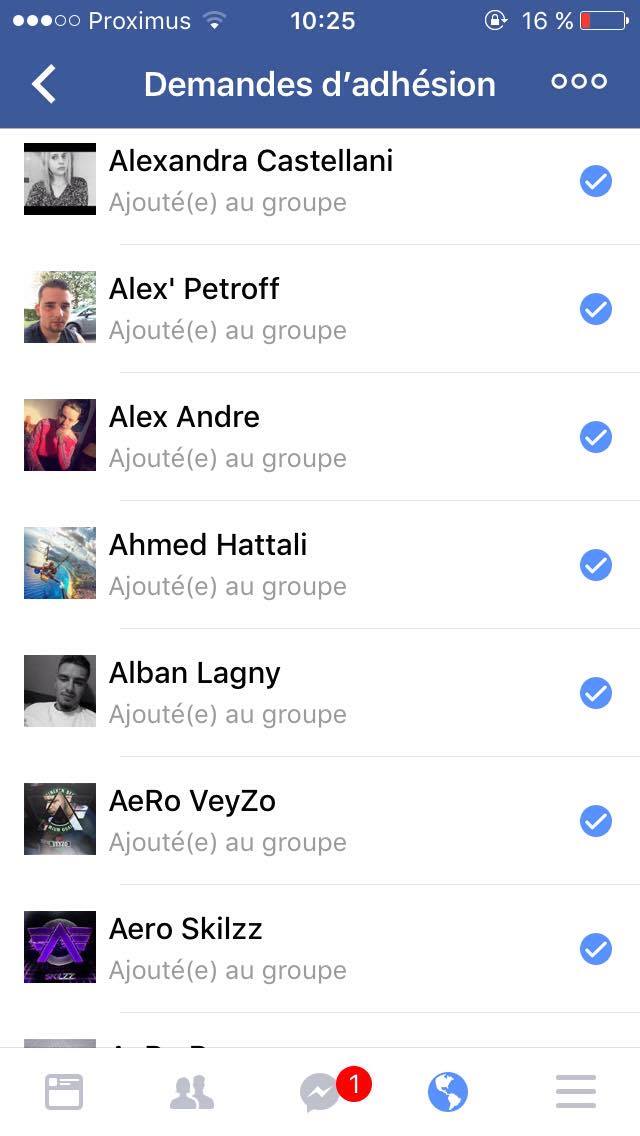 Proximus 10:25 16 %
Demandes d’adhésion
Alexandra Castellani
Ajouté(e) au groupe
Alex' Petroff
Ajouté(e) au groupe
Alex Andre
Ajouté(e) au groupe
Ahmed Hattali
Ajouté(e) au groupe
Alban Lagny
Ajouté(e) au groupe
AeRo VeyZo
Ajouté(e) au groupe
VEYZO
Aero Skilzz
Ajouté(e) au groupe
SKILZZ
1